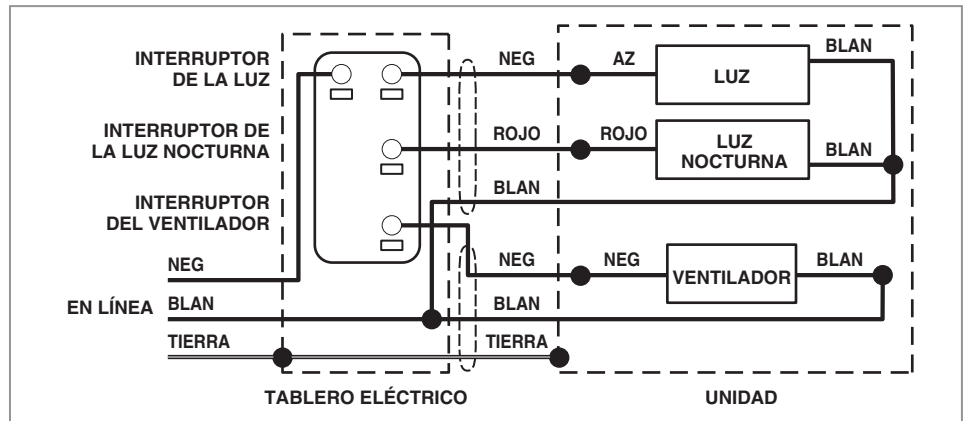 INTERRUPTOR
DE LA LUZ
NEG
AZ
LUZ
BLAN
INTERRUPTOR DE
LA LUZ NOCTURNA
ROJO
ROJO
LUZ
NOCTURNA
BLAN
BLAN
INTERRUPTOR
DEL VENTILADOR
NEG
NEG
NEG
VENTILADOR
BLAN
EN LÍNEA
BLAN
BLAN
TIERRA
TIERRA
TABLERO ELÉCTRICO
UNIDAD